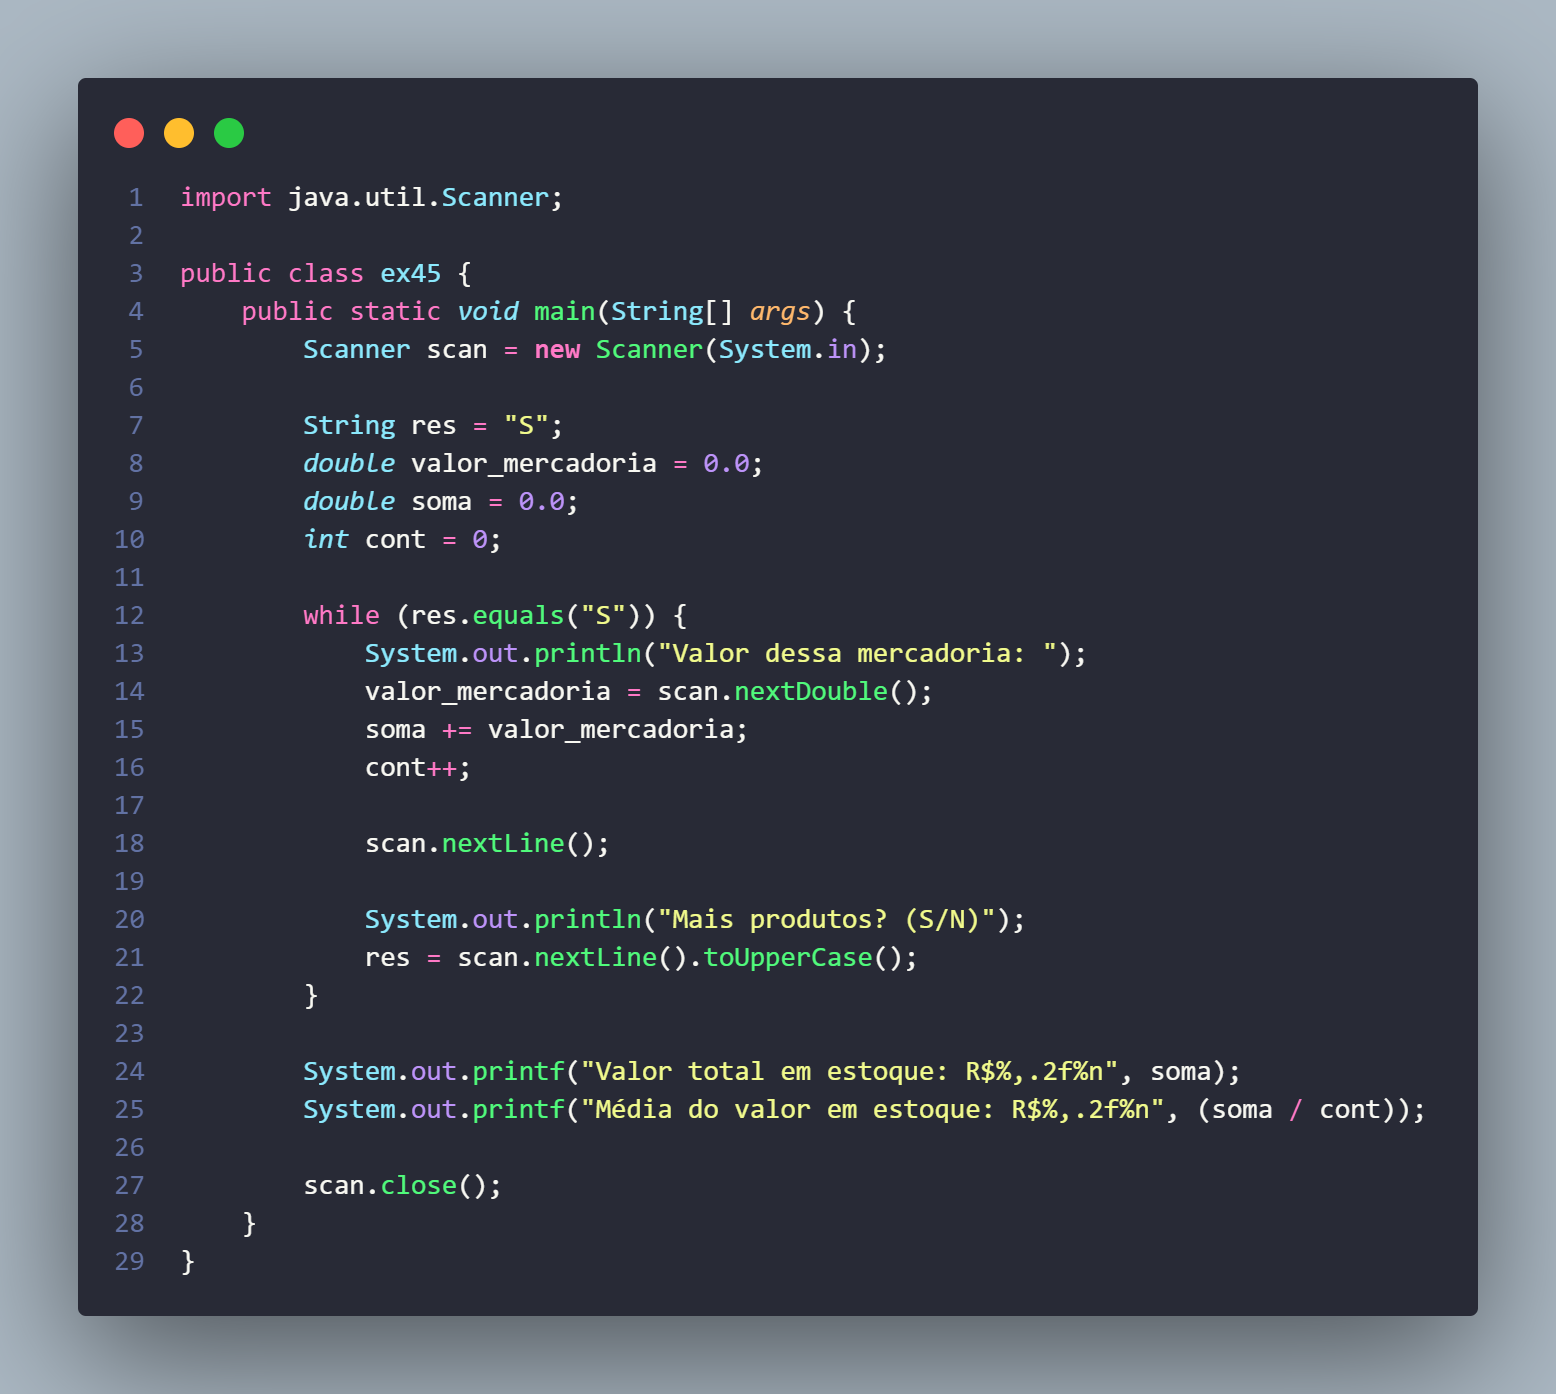 1 import java.util.Scanner;
2
3 public class ex45 {
4     public static void main(String[] args) {
5         Scanner scan = new Scanner(System.in);
6
7         String res = "S";
8         double valor_mercadoria = 0.0;
9         double soma = 0.0;
10         int cont = 0;
11
12         while (res.equals("S")) {
13             System.out.println("Valor dessa mercadoria: ");
14             valor_mercadoria = scan.nextDouble();
15             soma += valor_mercadoria;
16             cont++;
17
18             scan.nextLine();
19
20             System.out.println("Mais produtos? (S/N)");
21             res = scan.nextLine().toUpperCase();
22         }
23
24         System.out.printf("Valor total em estoque: R$%,.2f%n", soma);
25         System.out.printf("Média do valor em estoque: R$%,.2f%n", (soma / cont));
26
27         scan.close();
28     }
29 }